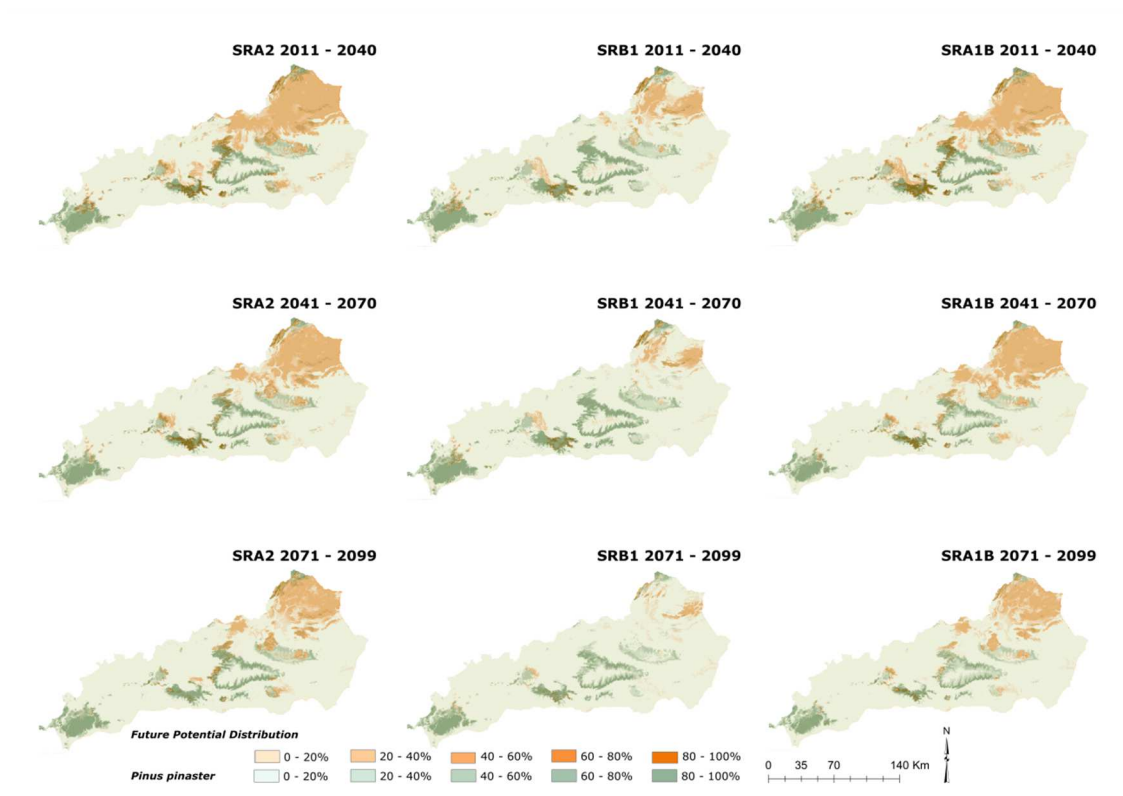 SRA2 2011 - 2040
SRB1 2011 - 2040
SRA1B 2011 - 2040
SRA2 2041 - 2070
SRB1 2041 - 2070
SRA1B 2041 - 2070
SRA2 2071 - 2099
SRB1 2071 - 2099
SRA1B 2071 - 2099
Future Potential Distribution
0 - 20% 20 - 40% 40 - 60% 60 - 80% 80 - 100%
Pinus pinaster 0 - 20% 20 - 40% 40 - 60% 60 - 80% 80 - 100%
N
0 35 70 140 Km